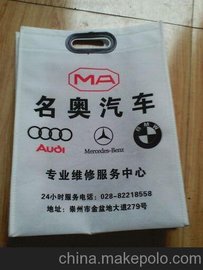 MA
名奥汽车
Audi
Mercedes-Benz
专业维修服务中心
24小时服务电话：028-82218558
地址：崇州市金盆地大道279号
china.makepolo.com